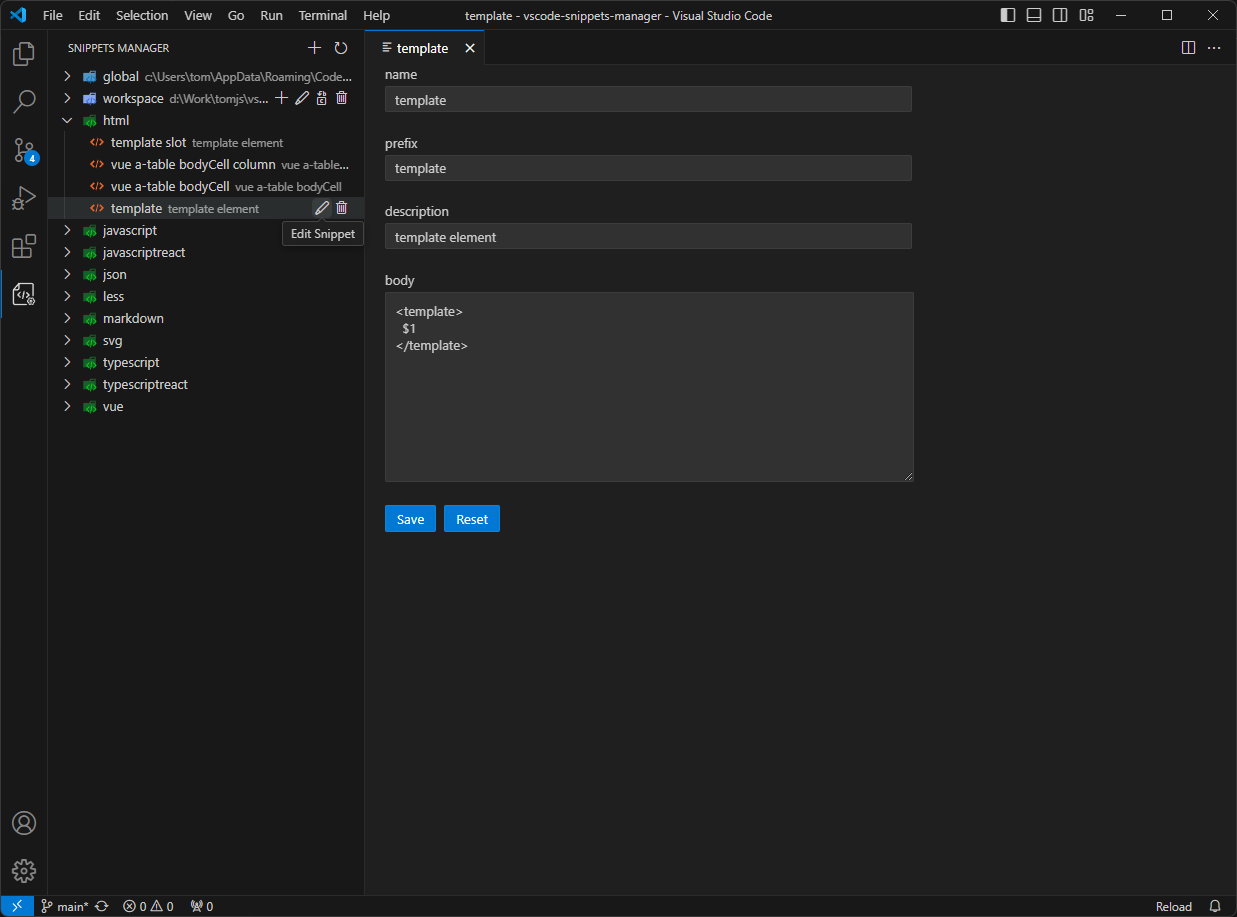 File Edit Selection View Go Run Terminal Help template - vscode-snippets-manager - Visual Studio Code
SNIPPETS MANAGER
global c:\Users\tom\AppData\Roaming\Code...
workspace d:\Work\tomjs\vs...
html
template slot template element
vue a-table bodyCell column vue a-table...
vue a-table bodyCell vue a-table bodyCell
template template element
Edit Snippet
javascript
javascriptreact
json
less
markdown
svg
typescript
typescriptreact
vue
4
template
name
template
prefix
template
description
template element
body
<template>
  $1
</template>
Save Reset
main* 0 0 0 Reload